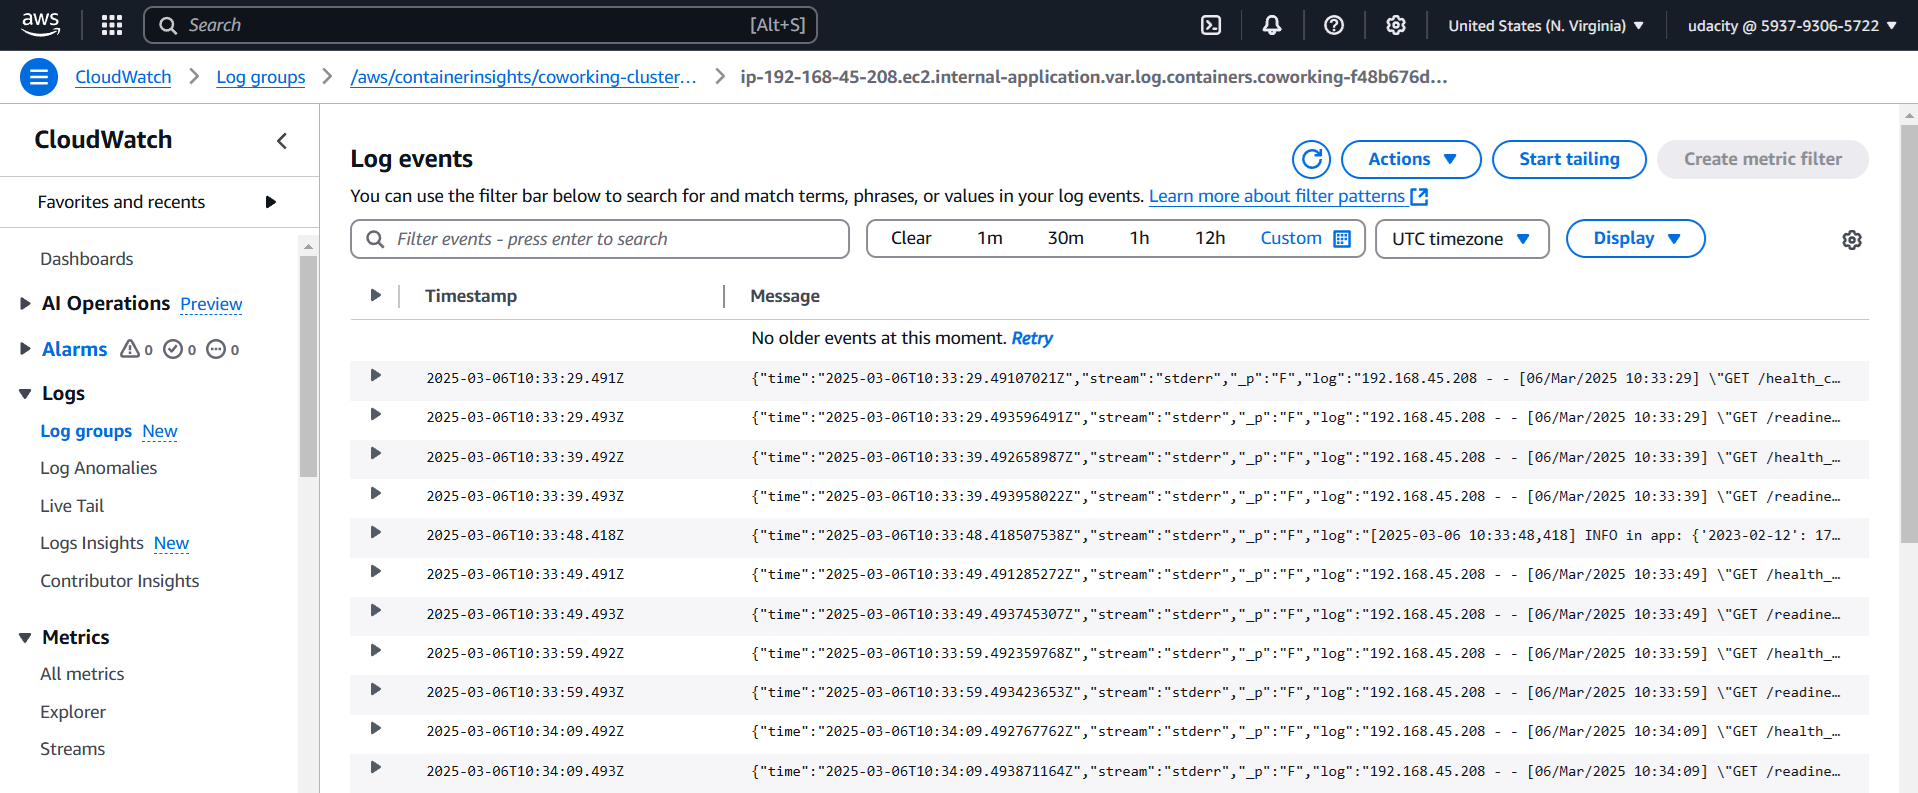 aws Search [Alt+S] United States (N. Virginia) udacity @ 5937-9306-5722
CloudWatch Log groups /aws/containerinsights/coworking-cluster... ip-192-168-45-208.ec2.internal-application.var.log.containers.coworking-f48b676d...
CloudWatch
Favorites and recents
Dashboards
AI Operations Preview
Alarms 0 0 0
Logs
Log groups New
Log Anomalies
Live Tail
Logs Insights New
Contributor Insights
Metrics
All metrics
Explorer
Streams
Log events
Actions Start tailing Create metric filter
You can use the filter bar below to search for and match terms, phrases, or values in your log events. Learn more about filter patterns
Filter events - press enter to search Clear 1m 30m 1h 12h Custom UTC timezone Display
Timestamp Message
No older events at this moment. Retry
2025-03-06T10:33:29.491Z {"time":"2025-03-06T10:33:29.49107021Z","stream":"stderr","_p":"F","log":"192.168.45.208 - - [06/Mar/2025 10:33:29] \"GET /health_c...
2025-03-06T10:33:29.493Z {"time":"2025-03-06T10:33:29.493596491Z","stream":"stderr","_p":"F","log":"192.168.45.208 - - [06/Mar/2025 10:33:29] \"GET /readine...
2025-03-06T10:33:39.492Z {"time":"2025-03-06T10:33:39.492658987Z","stream":"stderr","_p":"F","log":"192.168.45.208 - - [06/Mar/2025 10:33:39] \"GET /health_...
2025-03-06T10:33:39.493Z {"time":"2025-03-06T10:33:39.493958022Z","stream":"stderr","_p":"F","log":"192.168.45.208 - - [06/Mar/2025 10:33:39] \"GET /readine...
2025-03-06T10:33:48.418Z {"time":"2025-03-06T10:33:48.418507538Z","stream":"stderr","_p":"F","log":"[2025-03-06 10:33:48,418] INFO in app: {'2023-02-12': 17...
2025-03-06T10:33:49.491Z {"time":"2025-03-06T10:33:49.491285272Z","stream":"stderr","_p":"F","log":"192.168.45.208 - - [06/Mar/2025 10:33:49] \"GET /health_...
2025-03-06T10:33:49.493Z {"time":"2025-03-06T10:33:49.493745307Z","stream":"stderr","_p":"F","log":"192.168.45.208 - - [06/Mar/2025 10:33:49] \"GET /readine...
2025-03-06T10:33:59.492Z {"time":"2025-03-06T10:33:59.492359768Z","stream":"stderr","_p":"F","log":"192.168.45.208 - - [06/Mar/2025 10:33:59] \"GET /health_...
2025-03-06T10:33:59.493Z {"time":"2025-03-06T10:33:59.493423653Z","stream":"stderr","_p":"F","log":"192.168.45.208 - - [06/Mar/2025 10:33:59] \"GET /readine...
2025-03-06T10:34:09.492Z {"time":"2025-03-06T10:34:09.492767762Z","stream":"stderr","_p":"F","log":"192.168.45.208 - - [06/Mar/2025 10:34:09] \"GET /health_...
2025-03-06T10:34:09.493Z {"time":"2025-03-06T10:34:09.493871164Z","stream":"stderr","_p":"F","log":"192.168.45.208 - - [06/Mar/2025 10:34:09] \"GET /readine...